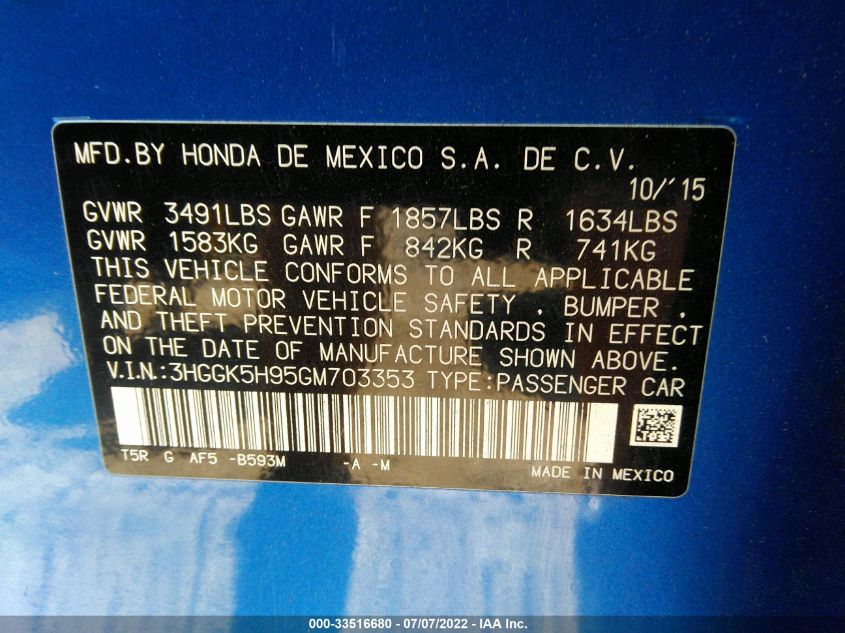 MFD.BY HONDA DE MEXICO S.A. DE C.V.
10/'15
GVWR 3491LBS GAWR F 1857LBS R 1634LBS
GVWR 1583KG GAWR F 842KG R 741KG
THIS VEHICLE CONFORMS TO ALL APPLICABLE
FEDERAL MOTOR VEHICLE SAFETY , BUMPER ,
AND THEFT PREVENTION STANDARDS IN EFFECT
ON THE DATE OF MANUFACTURE SHOWN ABOVE.
V.I.N:3HGGK5H95GM703353 TYPE:PASSENGER CAR
T5R G AF5 -B593M -A -M
MADE IN MEXICO
000-33516680 - 07/07/2022 - IAA Inc.